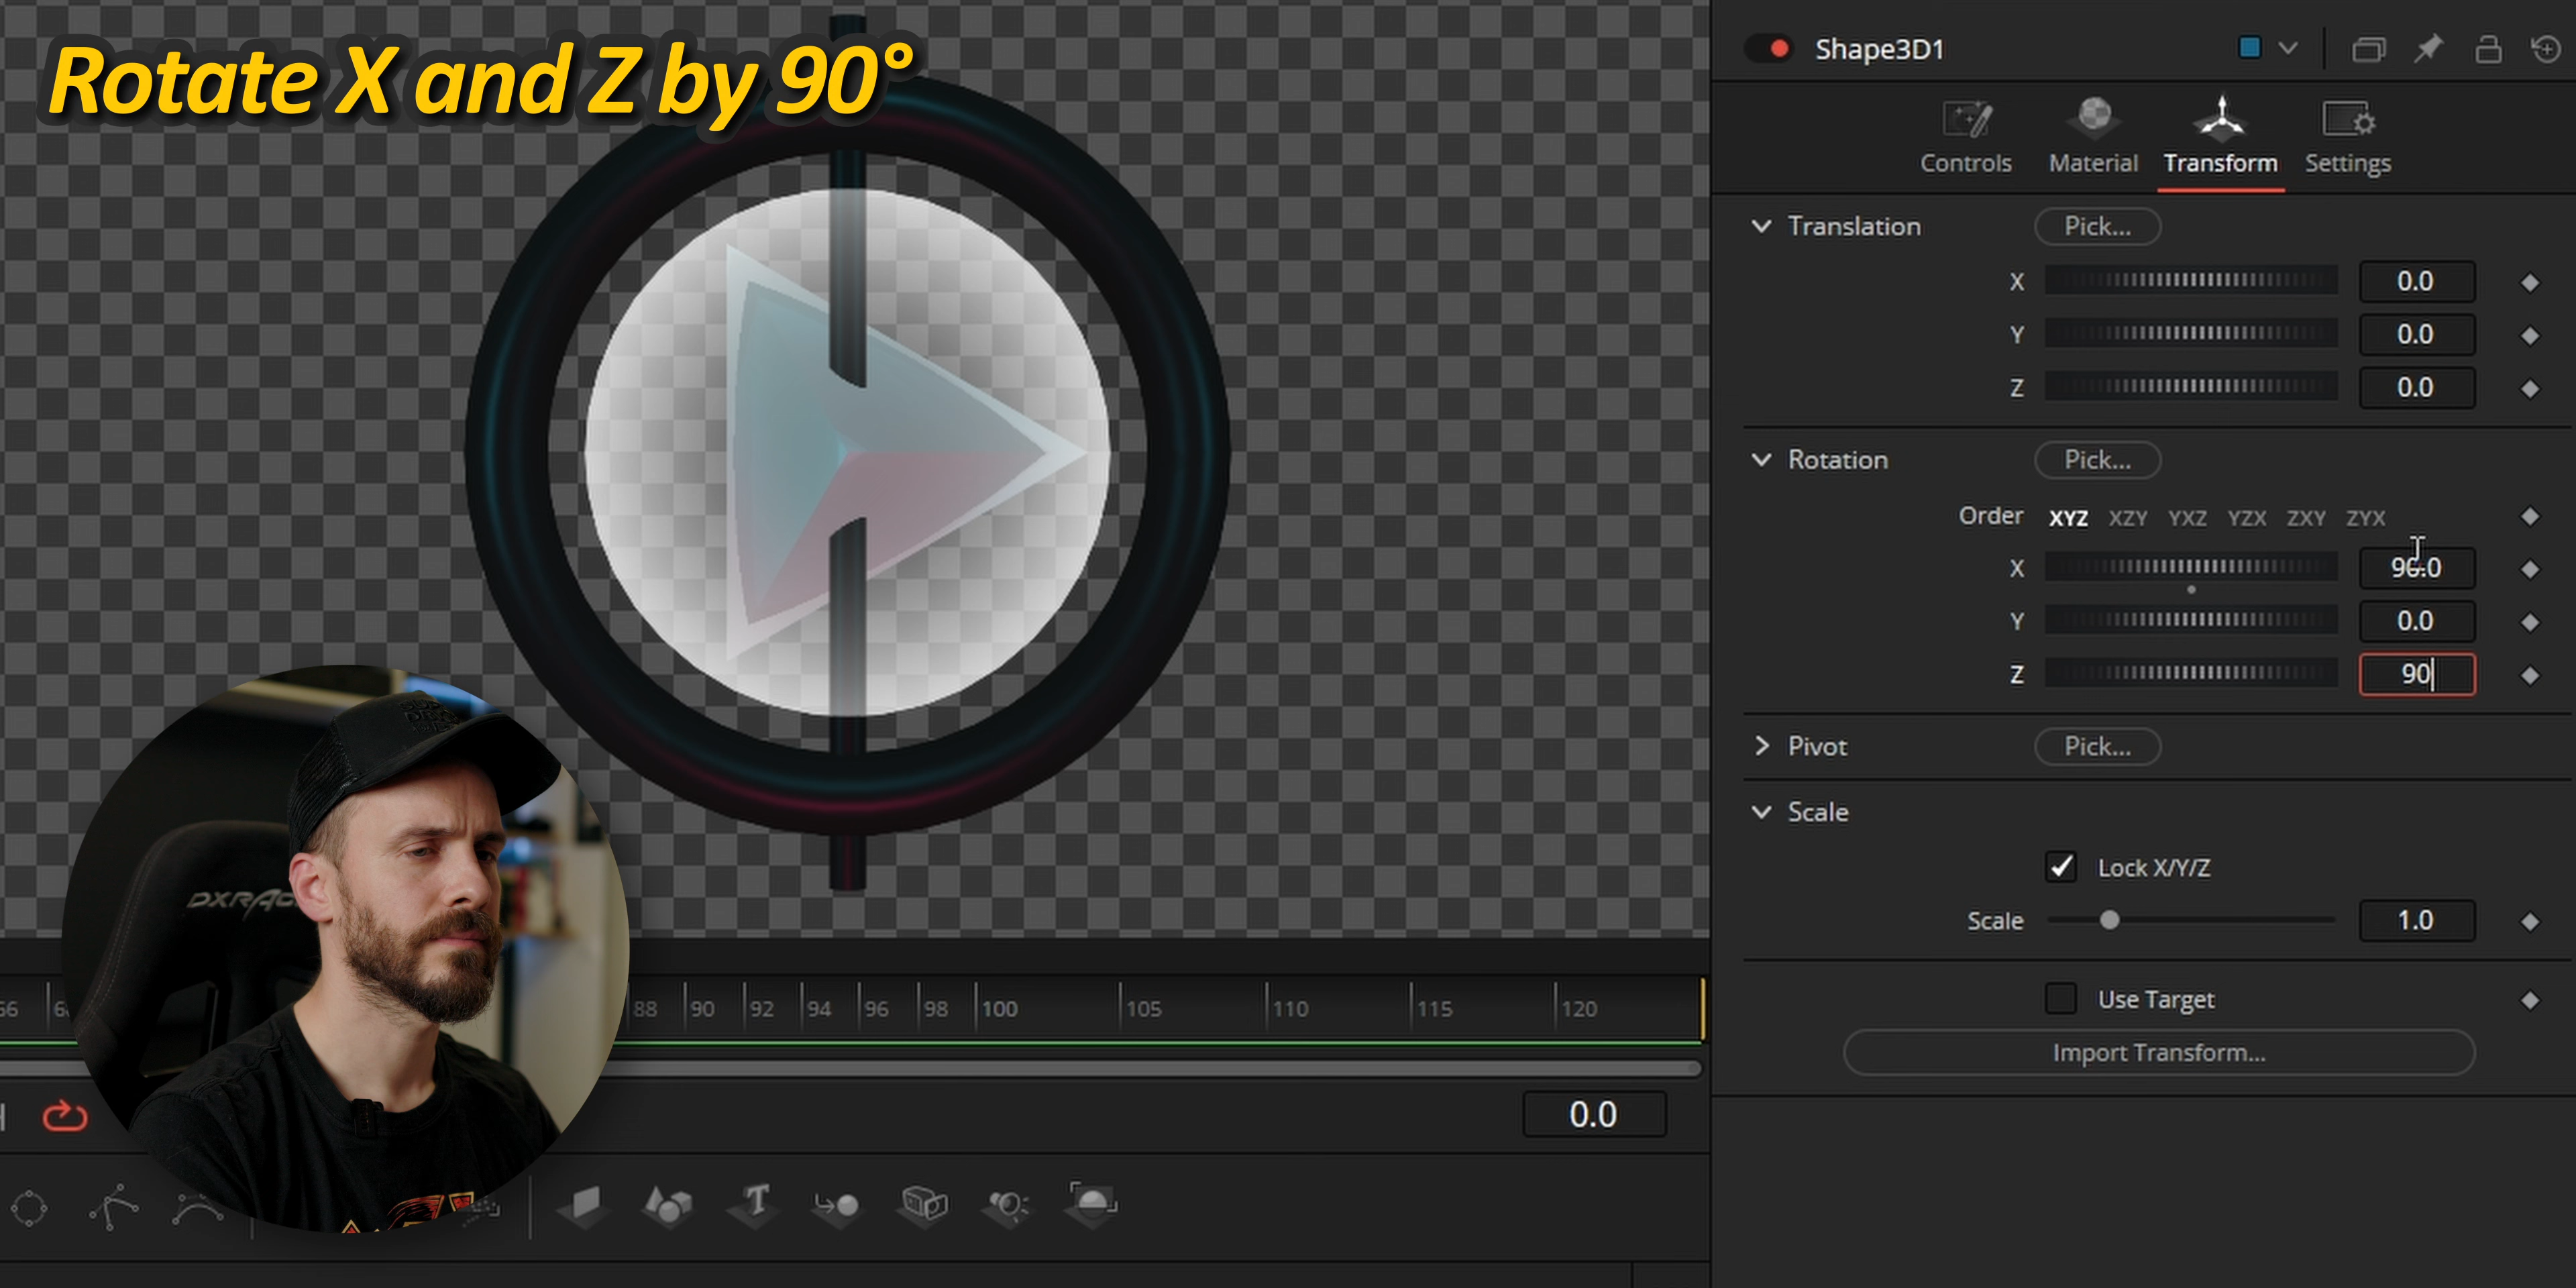 Rotate X and Z by 90°
Shape3D1
Controls Material Transform Settings
Translation Pick...
X 0.0
Y 0.0
Z 0.0
Rotation Pick...
Order XYZ XZY YXZ YZX ZXY ZYX
X 90.0
Y 0.0
Z 90
Pivot Pick...
Scale
Lock X/Y/Z
Scale 1.0
Use Target
Import Transform...
88 90 92 94 96 98 100 105 110 115 120
0.0